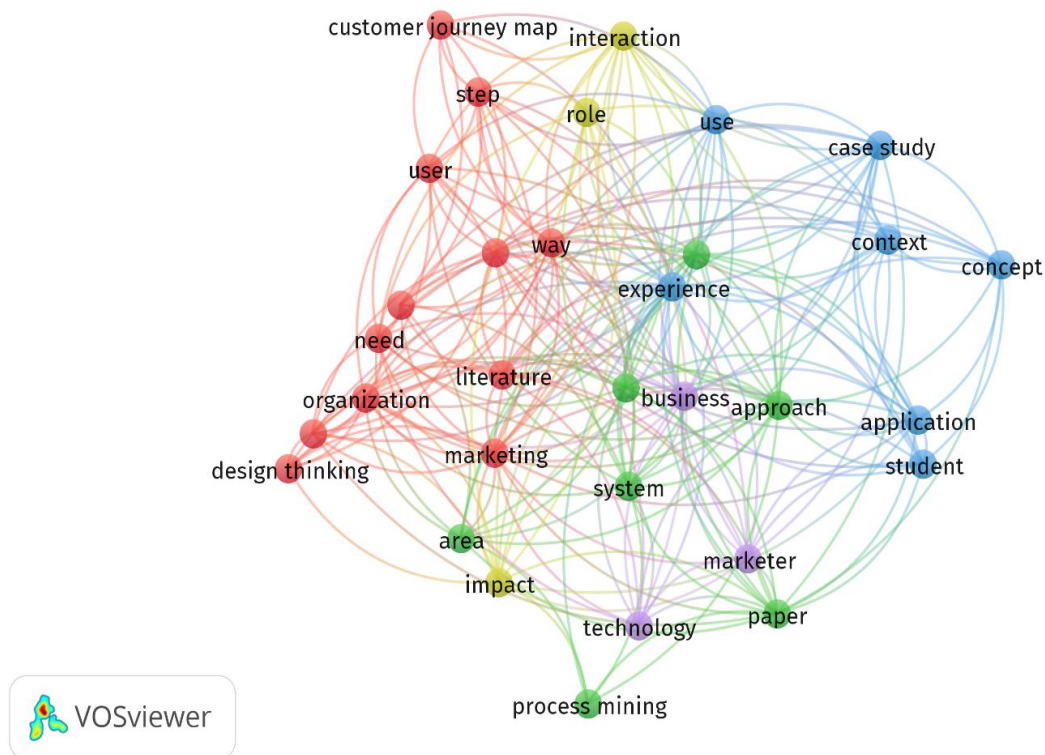 customer journey map
interaction
step
role
use
case study
user
way
context
concept
experience
need
literature
organization
business
approach
application
marketing
student
design thinking
system
area
marketer
impact
paper
technology
process mining
VOSviewer